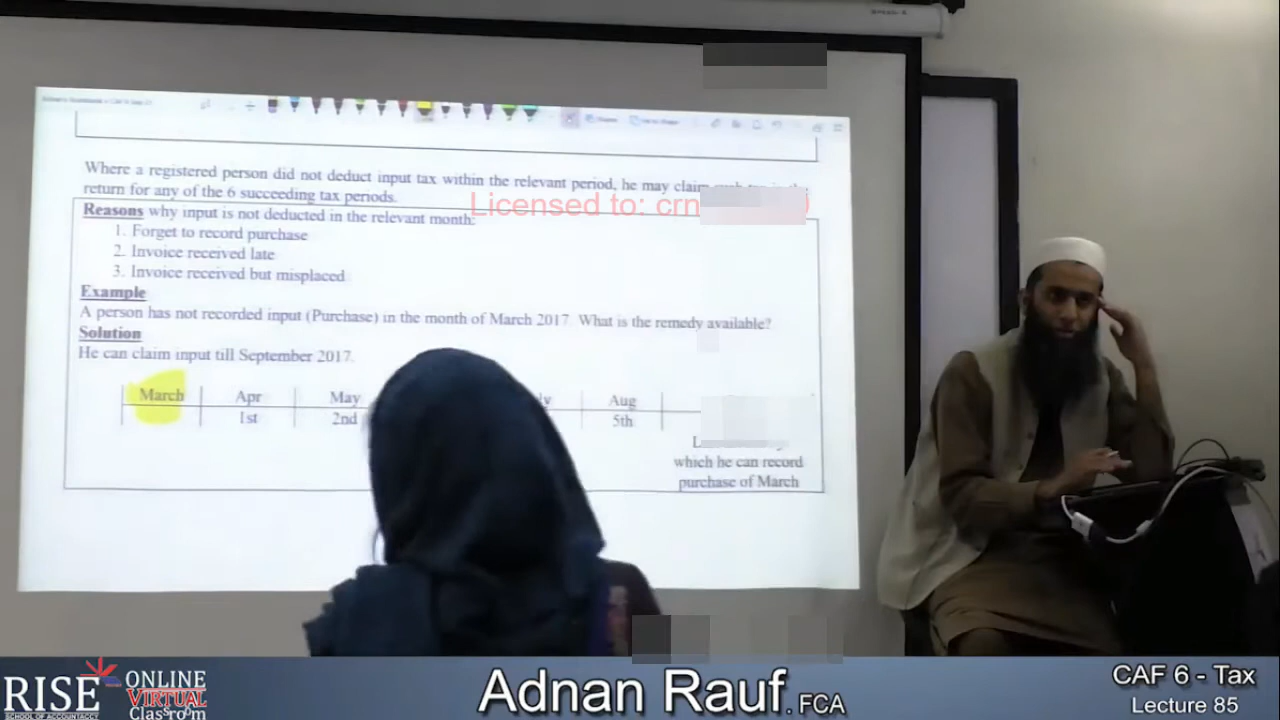 Where a registered person did not deduct input tax within the relevant period, he may claim
return for any of the 6 succeeding tax periods.
Licensed to: crn
Reasons why input is not deducted in the relevant month:
1. Forget to record purchase
2. Invoice received late
3. Invoice received but misplaced
Example
A person has not recorded input (Purchase) in the month of March 2017. What is the remedy available?
Solution
He can claim input till September 2017.
March Apr May Aug
1st 2nd 5th
which he can record
purchase of March
RISE
SCHOOL OF ACCOUNTANCY
ONLINE
VIRTUAL
Classroom
Adnan Rauf. FCA
CAF 6 - Tax
Lecture 85